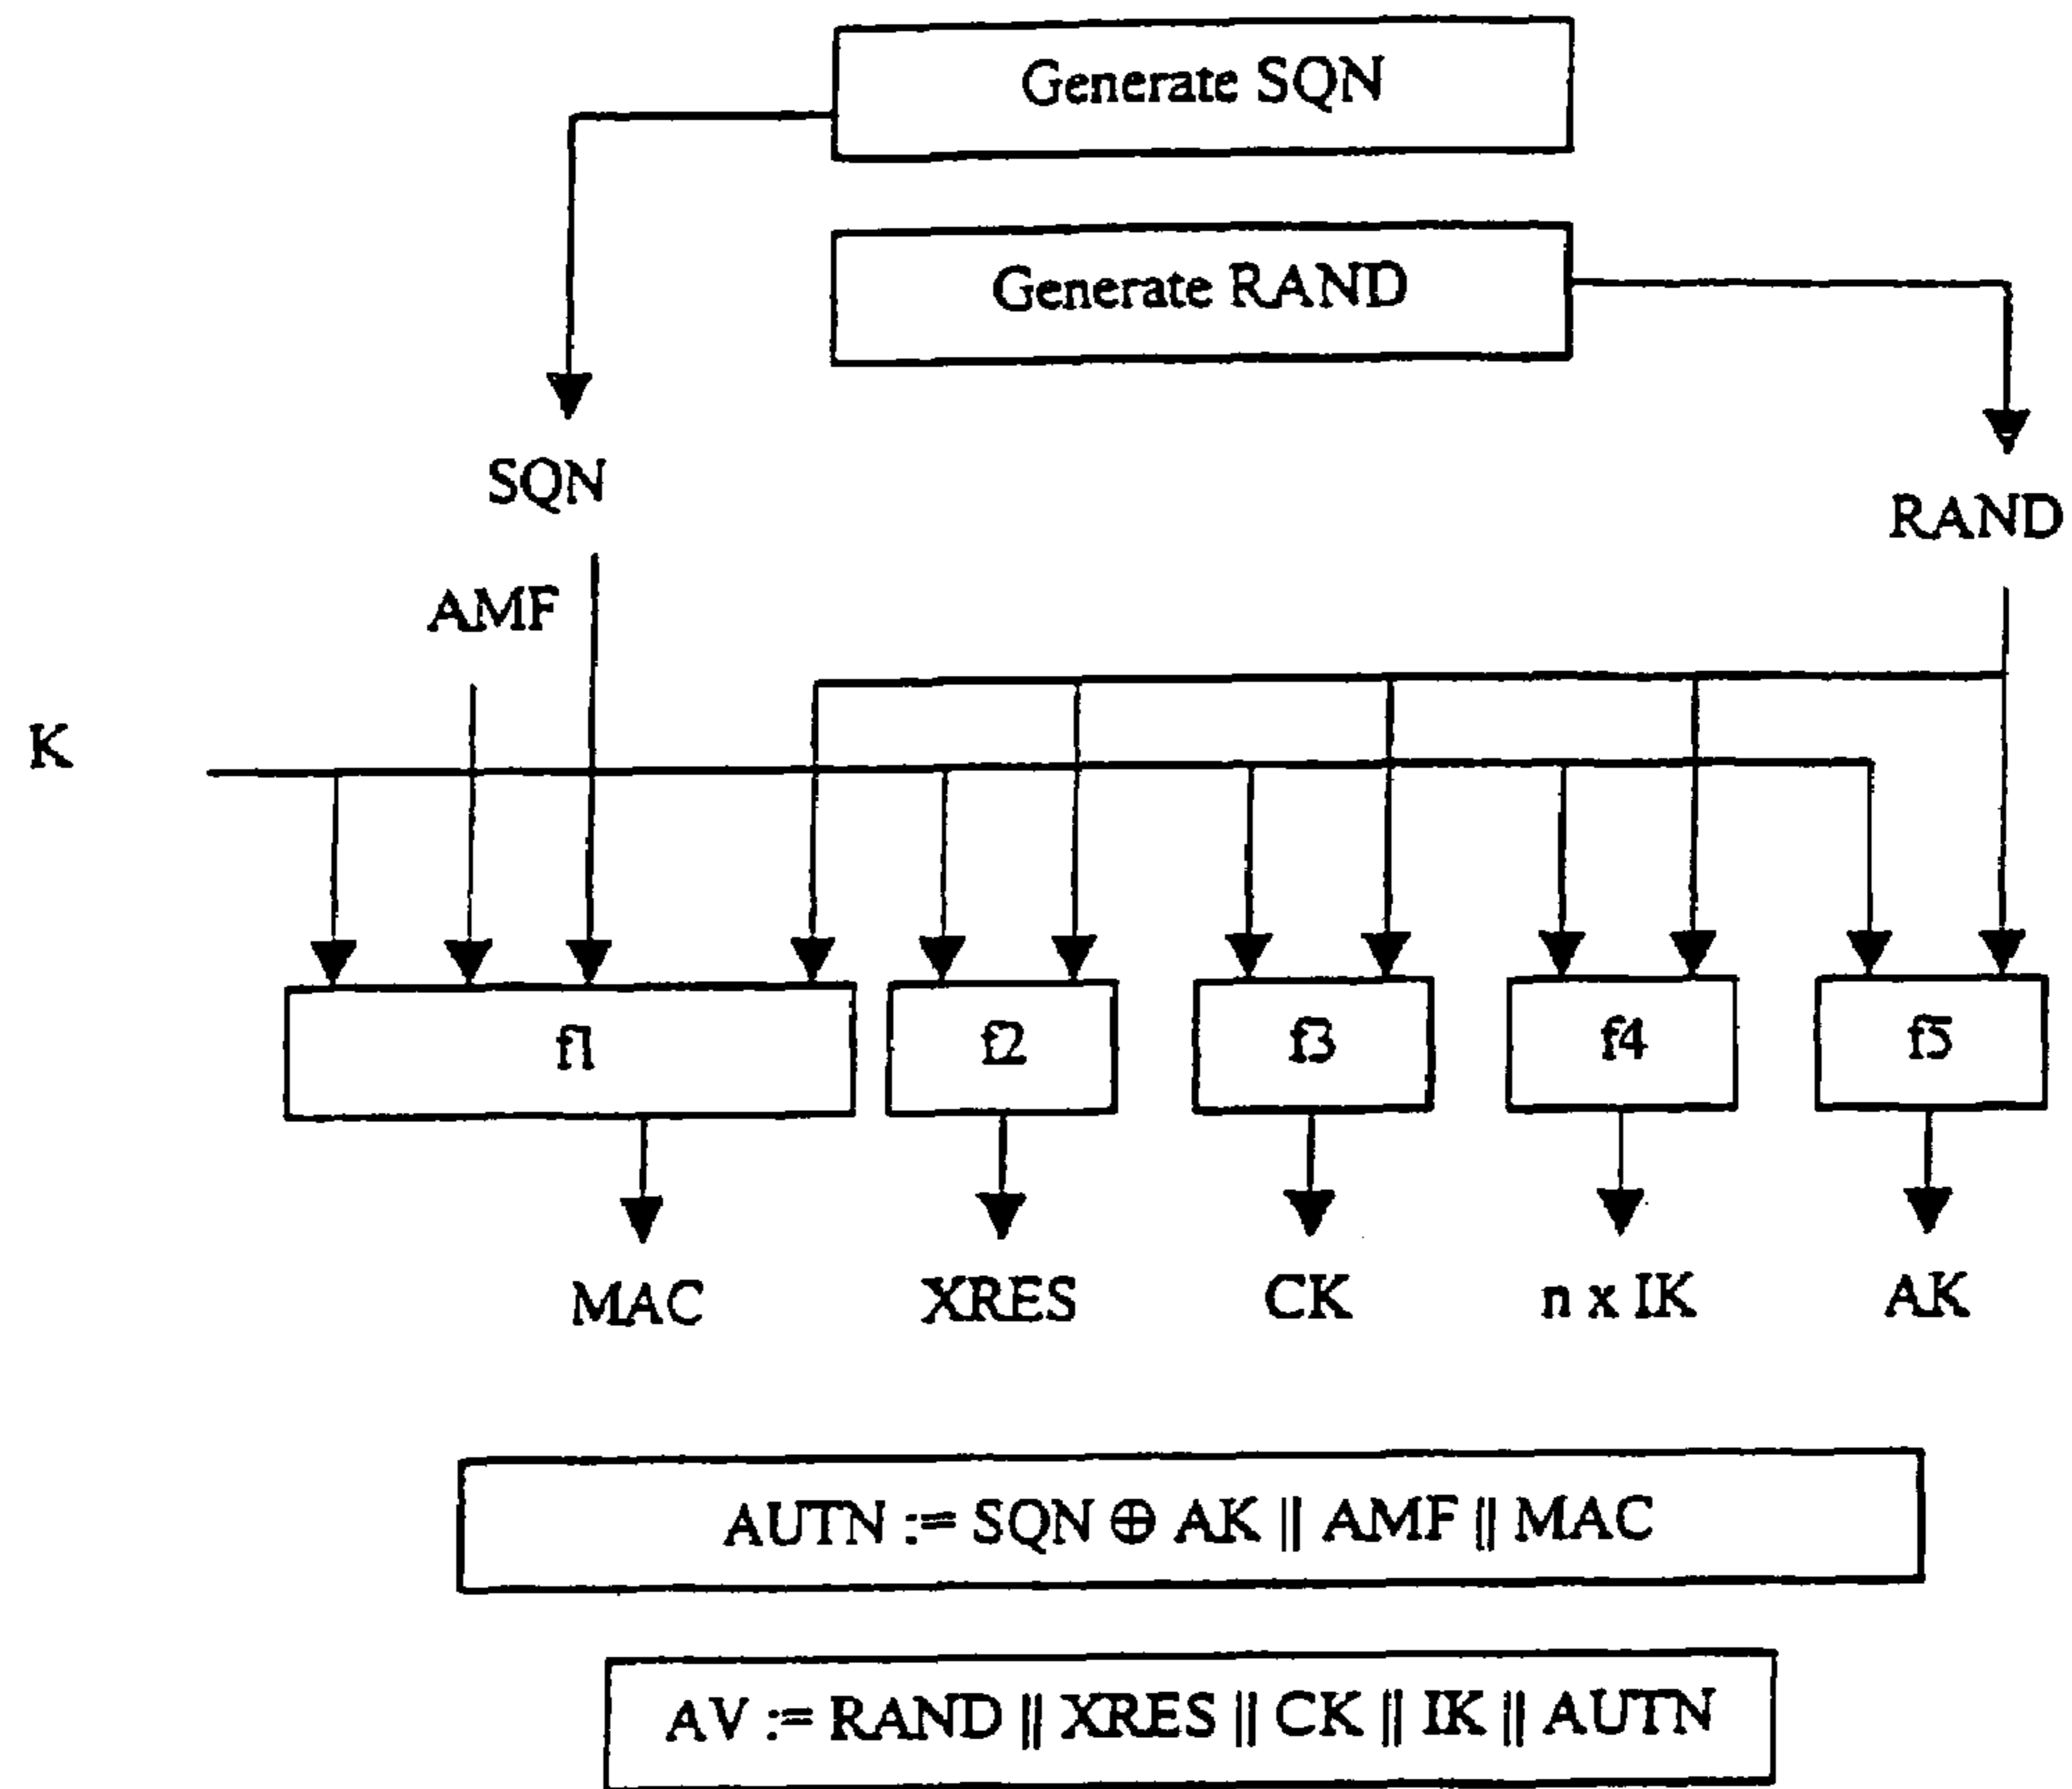 Generate SQN
Generate RAND
SQN
RAND
AMF
K
f1
f2
f3
f4
f5
MAC
XRES
CK
n x IK
AK
AUTN := SQN ⊕ AK || AMF || MAC
AV := RAND || XRES || CK || IK || AUTN